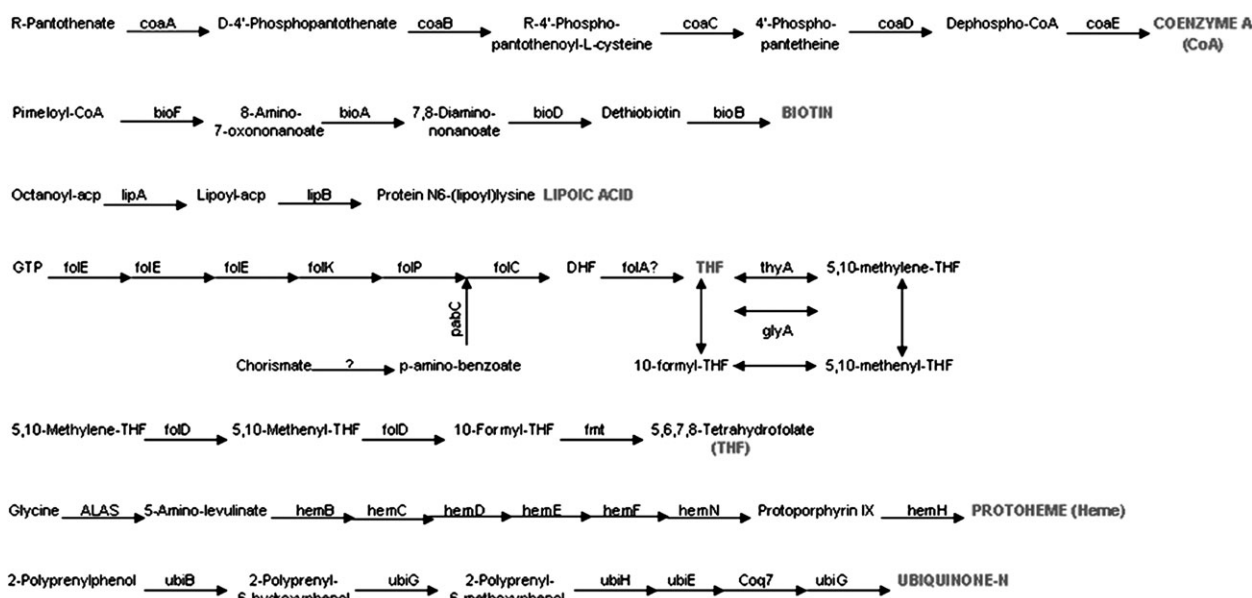 R-Pantothenate coaA D-4'-Phosphopantothenate coaB R-4'-Phospho- coaC 4'-Phospho- coaD Dephospho-CoA coaE COENZYME A
pantothenoyl-L-cysteine pantetheine (CoA)
Pimeloyl-CoA bioF 8-Amino- bioA 7,8-Diamino- bioD Dethiobiotin bioB BIOTIN
7-oxononanoate nonanoate
Octanoyl-acp lipA Lipoyl-acp lipB Protein N6-(lipoyl)lysine LIPOIC ACID
GTP folE folE folE folK folP folC DHF folA? THF thyA 5,10-methylene-THF
pabC
glyA
Chorismate ? p-amino-benzoate 10-formyl-THF 5,10-methenyl-THF
5,10-Methylene-THF folD 5,10-Methenyl-THF folD 10-Formyl-THF fmt 5,6,7,8-Tetrahydrofolate
(THF)
Glycine ALAS 5-Amino-levulinate hemB hemC hemD hemE hemF hemN Protoporphyrin IX hemH PROTOHEME (Heme)
2-Polyprenylphenol ubiB 2-Polyprenyl- ubiG 2-Polyprenyl- ubiH ubiE Coq7 ubiG UBIQUINONE-N